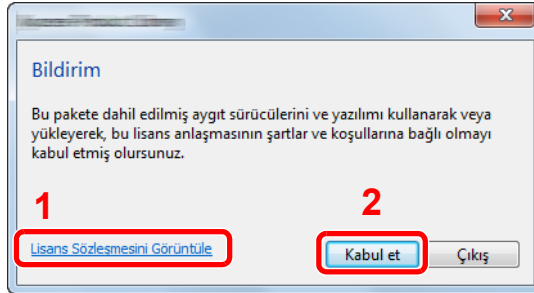 Bildirim
Bu pakete dahil edilmiş aygıt sürücülerini ve yazılımı kullanarak veya
yükleyerek, bu lisans anlaşmasının şartlar ve koşullarına bağlı olmayı
kabul etmiş olursunuz.
1
2
Lisans Sözleşmesini Görüntüle
Kabul et
Çıkış